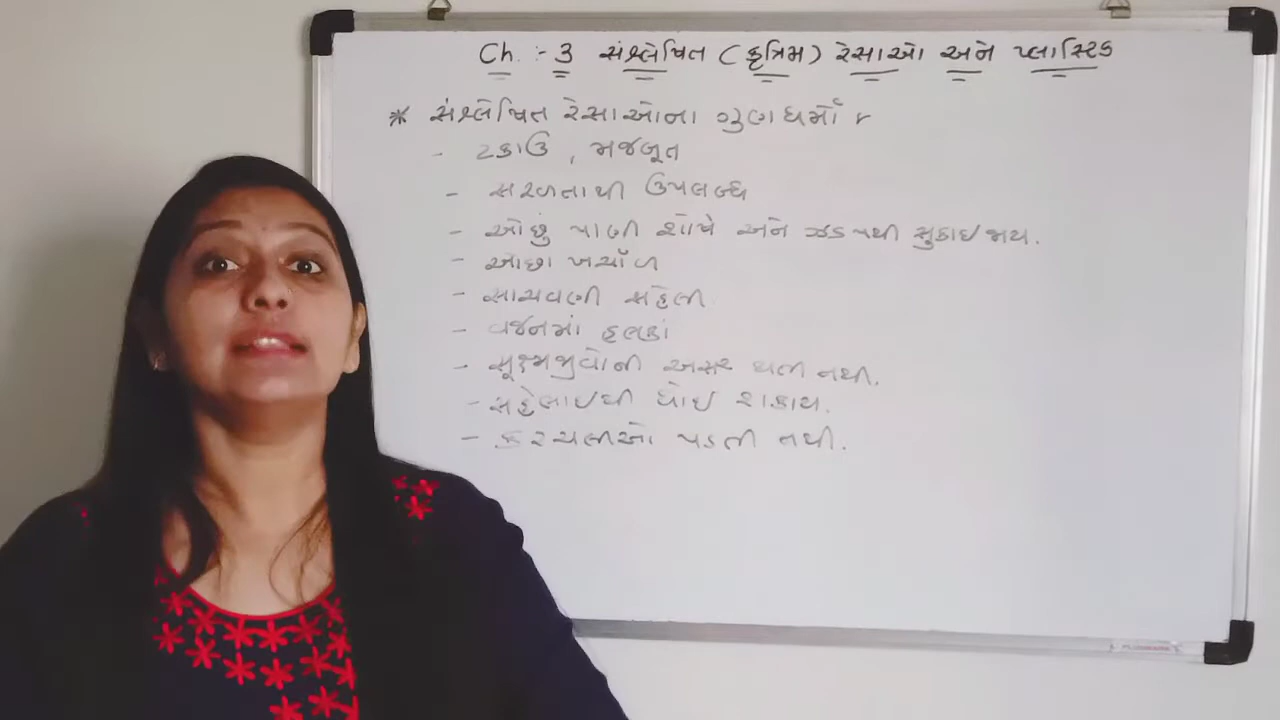 Ch. :- 3 સંશ્લેષિત (કૃત્રિમ) રેસાઓ અને પ્લાસ્ટિક
* સંશ્લેષિત રેસાઓના ગુણધર્મો :-
- ટકાઉ, મજબૂત
- સરળતાથી ઉપલબ્ધ
- ઓછું પાણી શોષે અને ઝડપથી સુકાઇ જાય.
- ઓછા ખર્ચાળ
- સાચવણી સહેલી
- વજનમાં હલકાં
- સૂક્ષ્મજીવોની અસર થતી નથી.
- સહેલાઇથી ધોઇ શકાય.
- કરચલીઓ પડતી નથી.